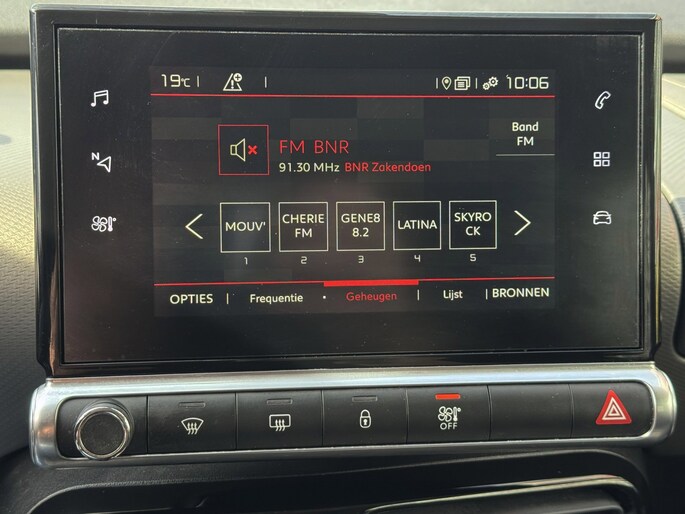 19°C
10:06
N
FM BNR
91.30 MHz BNR Zakendoen
Band
FM
MOUV'
CHERIE
FM
GENE8
8.2
LATINA
SKYRO
CK
1
2
3
4
5
OPTIES
Frequentie
Geheugen
Lijst
BRONNEN
OFF